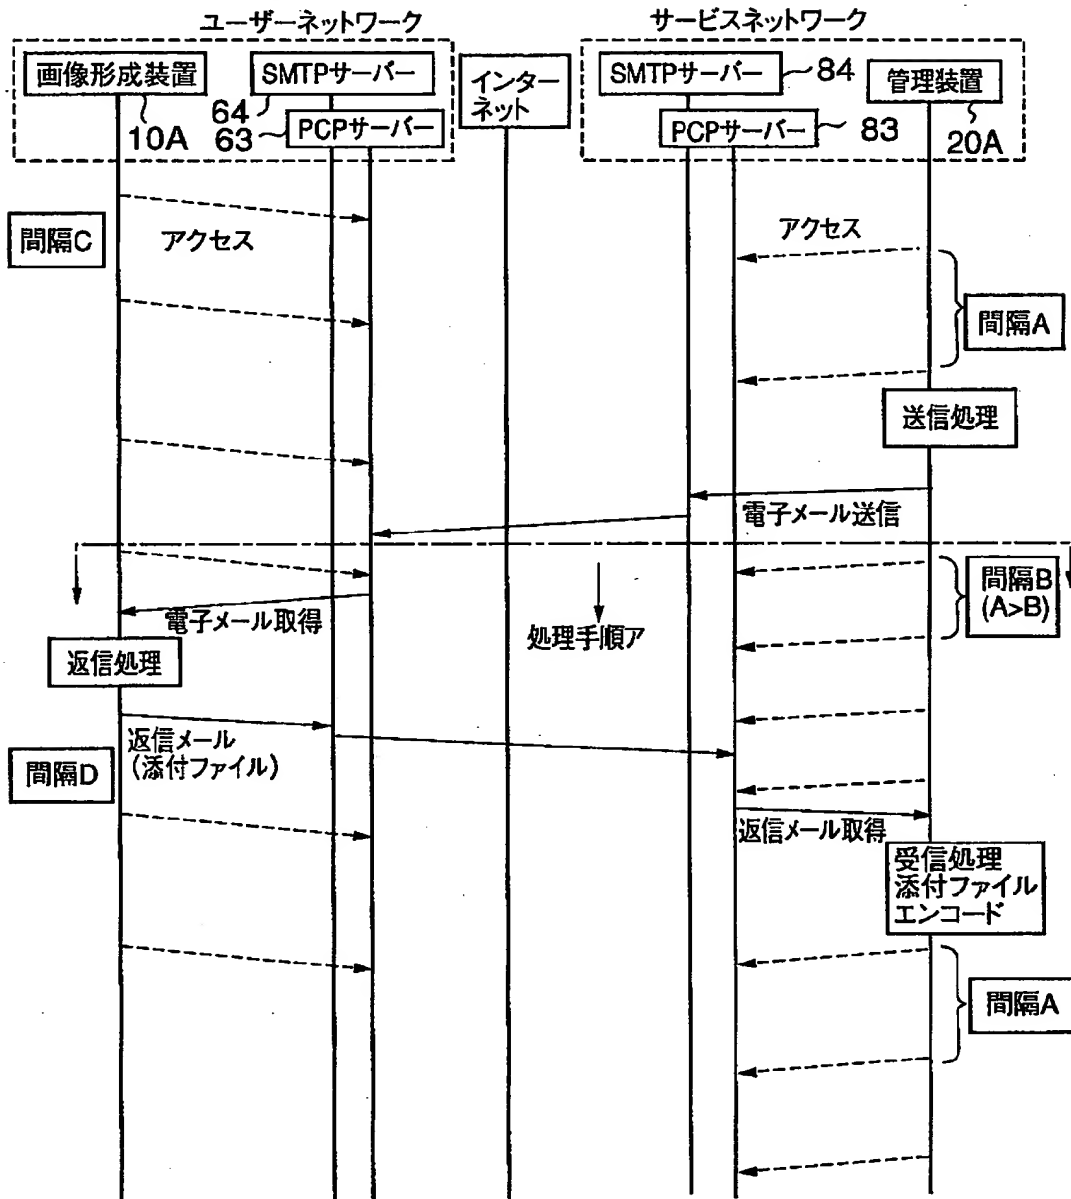 ユーザーネットワーク
サービスネットワーク
画像形成装置
SMTPサーバー
インター
ネット
SMTPサーバー
84
管理装置
64
10A
63
PCPサーバー
PCPサーバー
83
20A
間隔C
アクセス
アクセス
間隔A
送信処理
電子メール送信
間隔B
(A>B)
電子メール取得
処理手順ア
返信処理
返信メール
(添付ファイル)
間隔D
返信メール取得
受信処理
添付ファイル
エンコード
間隔A